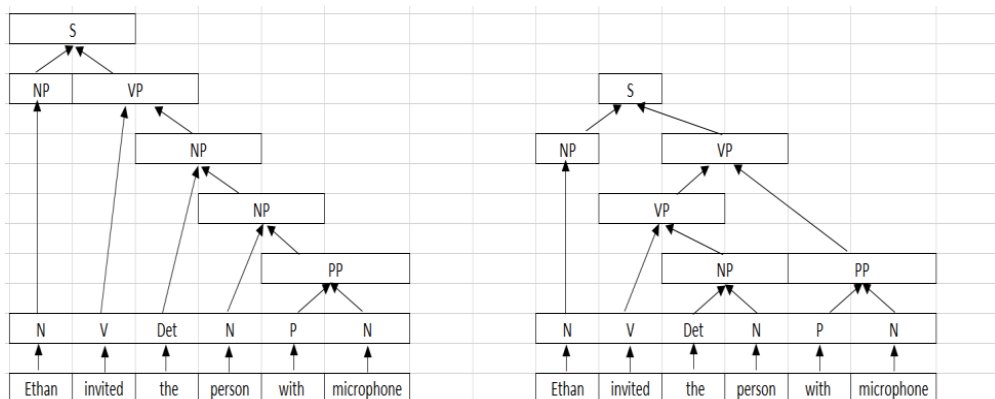 S
NP VP S
NP NP VP
NP VP
PP NP PP
N V Det N P N N V Det N P N
Ethan invited the person with microphone Ethan invited the person with microphone